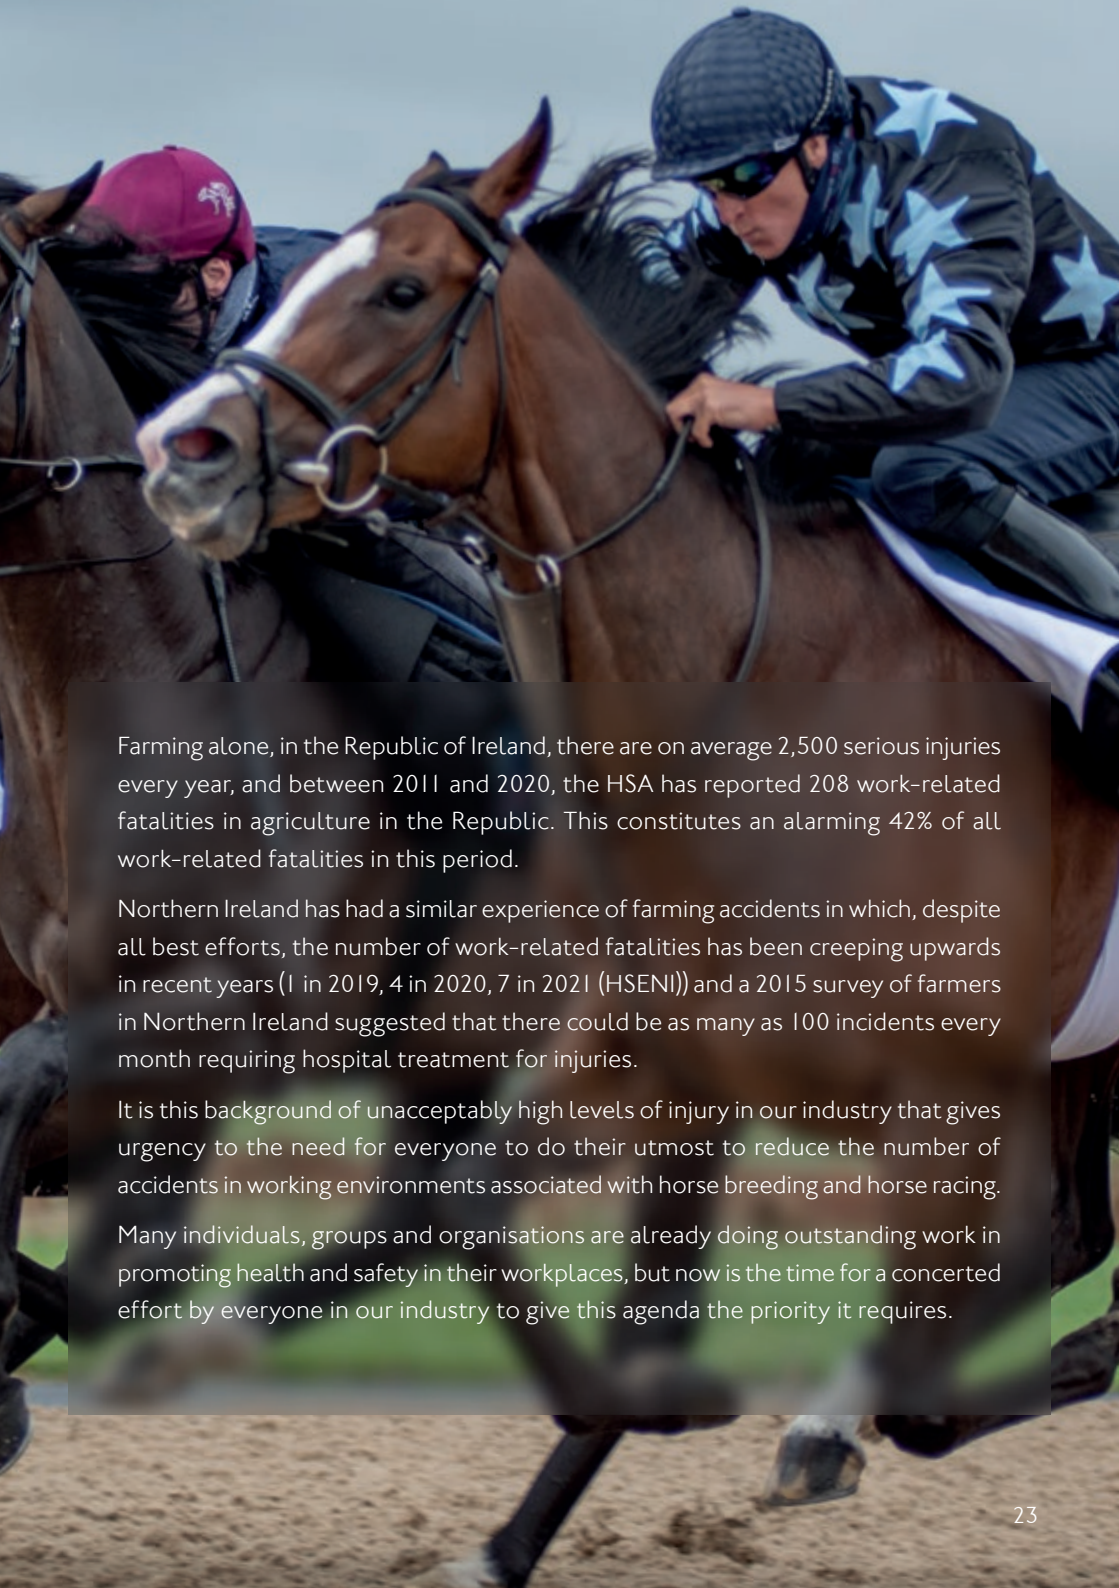 Farming alone, in the Republic of Ireland, there are on average 2,500 serious injuries
every year, and between 2011 and 2020, the HSA has reported 208 work-related
fatalities in agriculture in the Republic. This constitutes an alarming 42% of all
work-related fatalities in this period.
Northern Ireland has had a similar experience of farming accidents in which, despite
all best efforts, the number of work-related fatalities has been creeping upwards
in recent years (1 in 2019, 4 in 2020, 7 in 2021 (HSENI)) and a 2015 survey of farmers
in Northern Ireland suggested that there could be as many as 100 incidents every
month requiring hospital treatment for injuries.
It is this background of unacceptably high levels of injury in our industry that gives
urgency to the need for everyone to do their utmost to reduce the number of
accidents in working environments associated with horse breeding and horse racing.
Many individuals, groups and organisations are already doing outstanding work in
promoting health and safety in their workplaces, but now is the time for a concerted
effort by everyone in our industry to give this agenda the priority it requires.
23